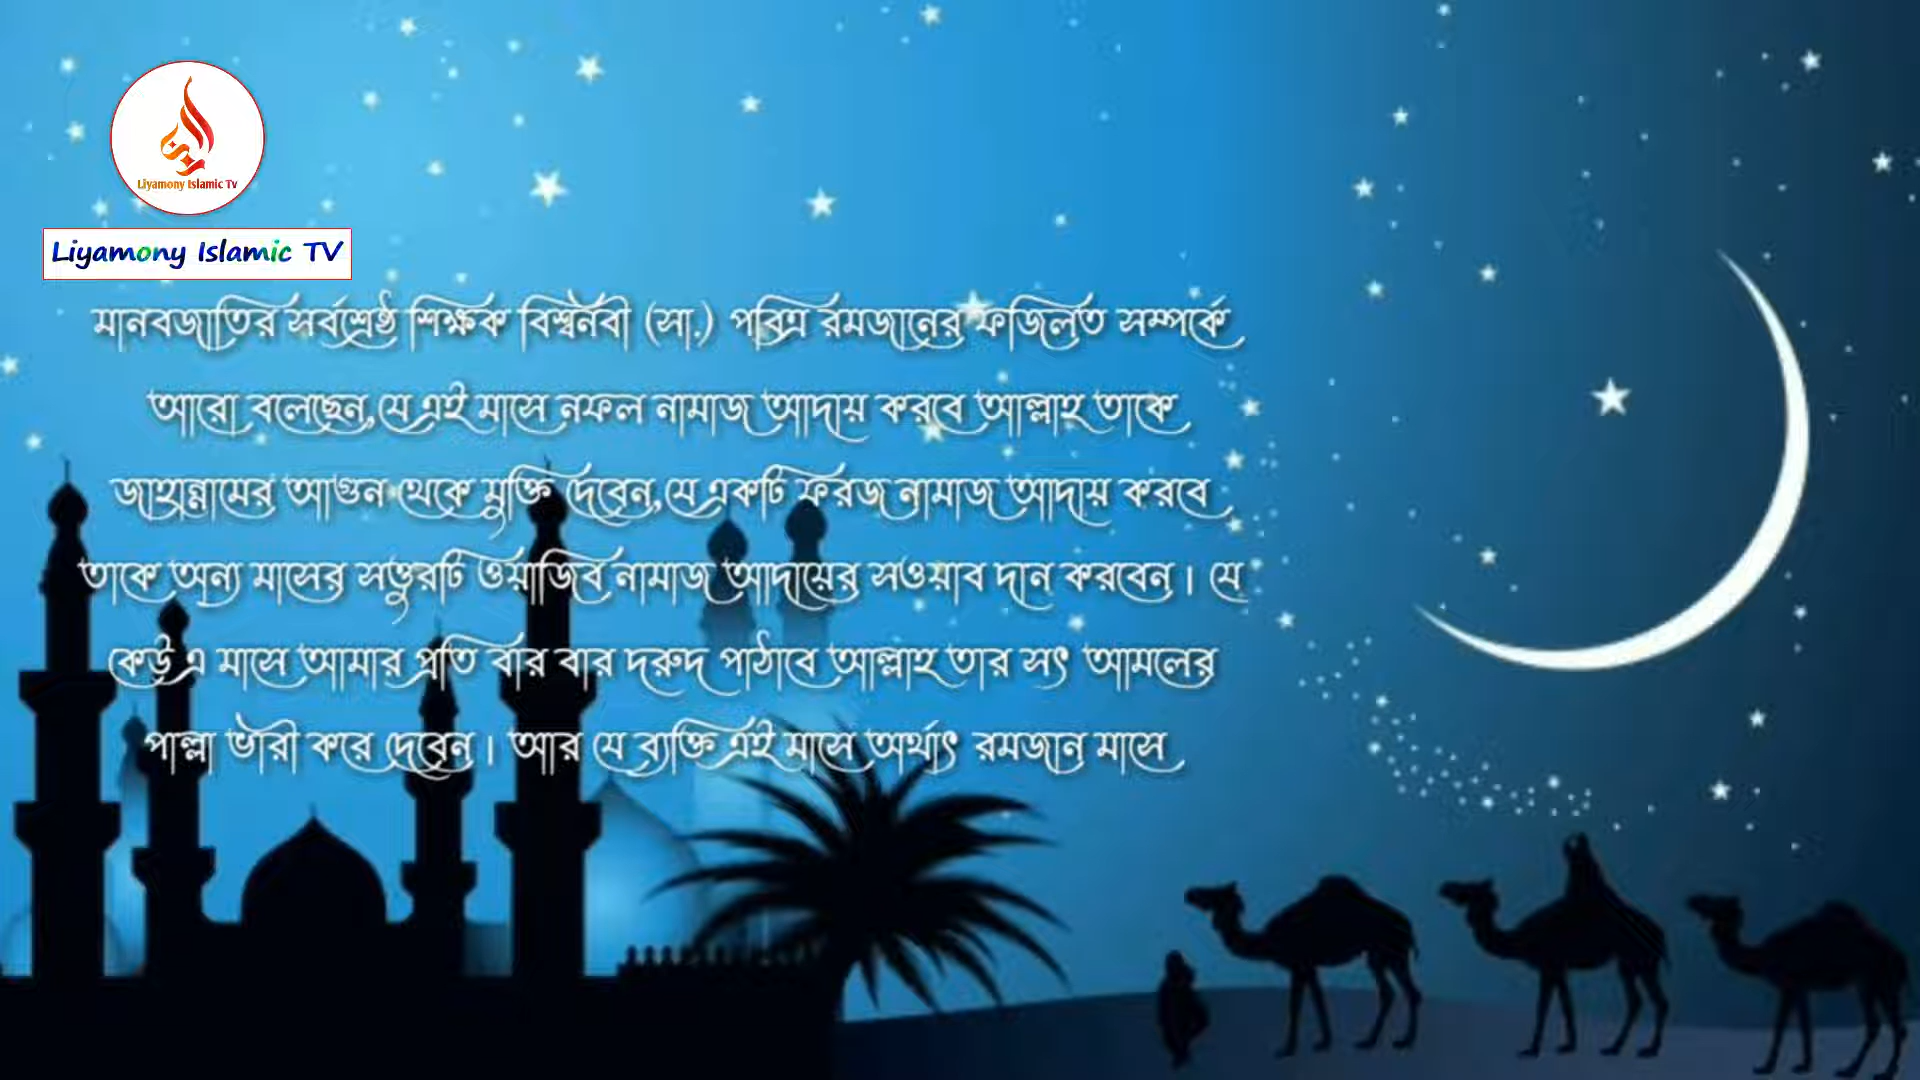 Liyamony Islamic Tv
Liyamony Islamic TV
মানবজাতির সর্বশ্রেষ্ঠ শিক্ষক বিশ্বনবী (সা.) পবিত্র রমজানের ফজিলত সম্পর্কে
আরো বলেছেন,যে এই মাসে নফল নামাজ আদায় করবে আল্লাহ তাকে
জাহান্নামের আগুন থেকে মুক্তি দেবেন,যে একটি ফরজ নামাজ আদায় করবে
তাকে অন্য মাসের সত্তুরটি ওয়াজিব নামাজ আদায়ের সওয়াব দান করবেন। যে
কেউ এ মাসে আমার প্রতি বার বার দরুদ পাঠাবে আল্লাহ তার সৎ আমলের
পাল্লা ভারী করে দেবেন। আর যে ব্যক্তি এই মাসে অর্থাৎ রমজান মাসে